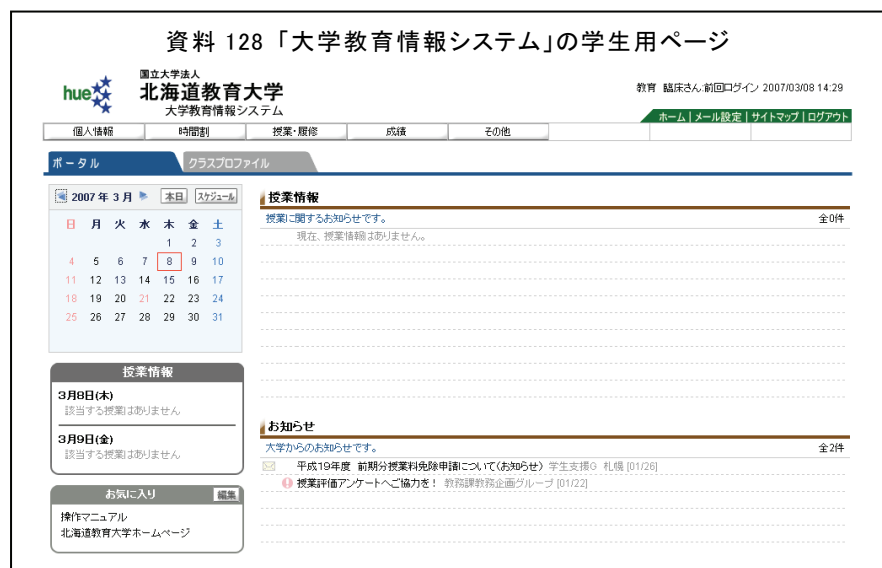 資料 128 「大学教育情報システム」の学生用ページ
hue
国立大学法人
北海道教育大学
大学教育情報システム
教育 臨床さん:前回ログイン 2007/03/08 14:29
ホーム | メール設定 | サイトマップ | ログアウト
個人情報 時間割 授業・履修 成績 その他
ポータル クラスプロファイル
2007 年 3 月 本日 スケジュール
日 月 火 水 木 金 土
1 2 3
4 5 6 7 8 9 10
11 12 13 14 15 16 17
18 19 20 21 22 23 24
25 26 27 28 29 30 31
授業情報
3月8日(木)
該当する授業はありません
3月9日(金)
該当する授業はありません
お気に入り 編集
操作マニュアル
北海道教育大学ホームページ
授業情報
授業に関するお知らせです。 全0件
現在、授業情報はありません。
お知らせ
大学からのお知らせです。 全2件
平成19年度 前期分授業料免除申請について(お知らせ) 学生支援G 札幌 [01/26]
授業評価アンケートへご協力を! 教務課教務企画グループ [01/22]